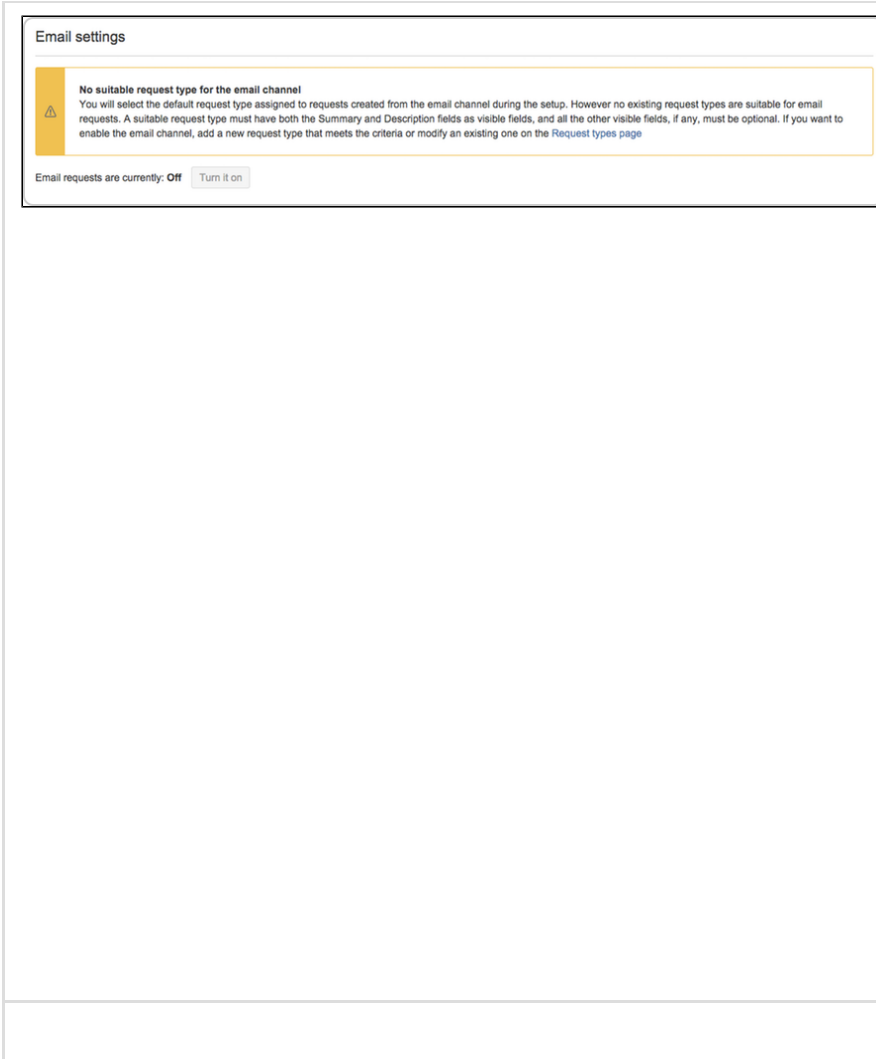 Email settings
No suitable request type for the email channel
You will select the default request type assigned to requests created from the email channel during the setup. However no existing request types are suitable for email
requests. A suitable request type must have both the Summary and Description fields as visible fields, and all the other visible fields, if any, must be optional. If you want to
enable the email channel, add a new request type that meets the criteria or modify an existing one on the Request types page
Email requests are currently: Off Turn it on